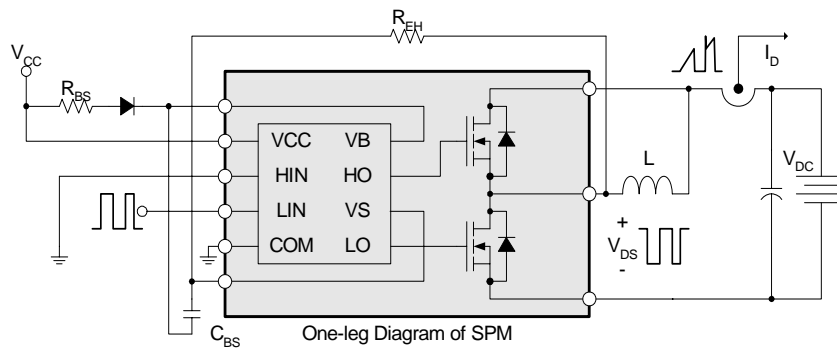 R_EH
I_D
V_CC
R_BS
VCC VB
HIN HO
LIN VS
COM LO
L
V_DC
+
V_DS
-
C_BS
One-leg Diagram of SPM